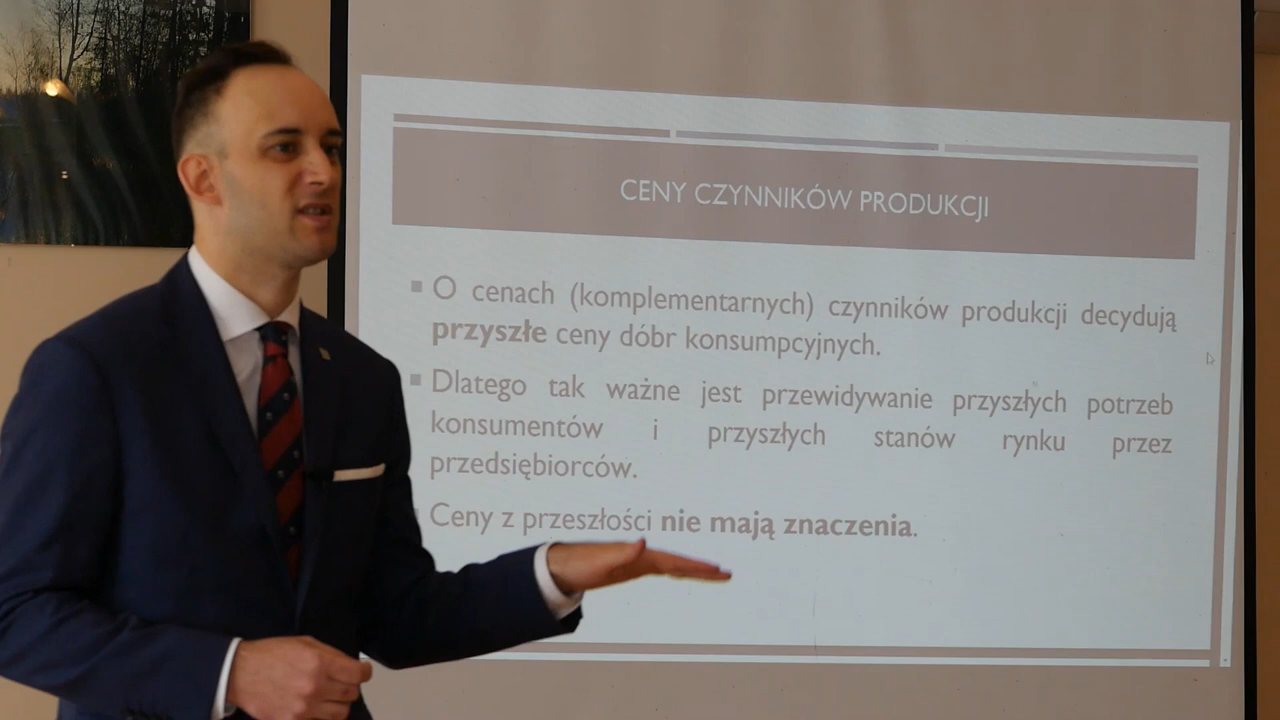 CENY CZYNNIKÓW PRODUKCJI
O cenach (komplementarnych) czynników produkcji decydują
przyszłe ceny dóbr konsumpcyjnych.
Dlatego tak ważne jest przewidywanie przyszłych potrzeb
konsumentów i przyszłych stanów rynku przez
przedsiębiorców.
Ceny z przeszłości nie mają znaczenia.